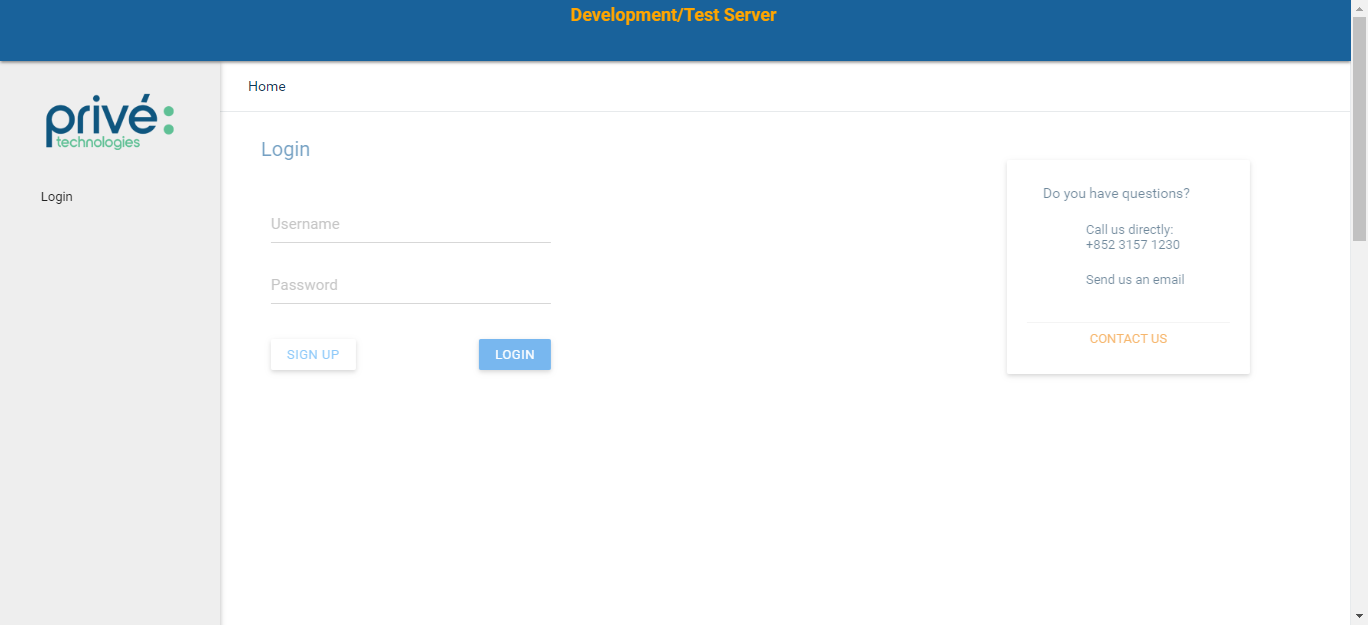 Development/Test Server
Home
privé:
technologies
Login
Login
Username
Password
SIGN UP
LOGIN
Do you have questions?
Call us directly:
+852 3157 1230
Send us an email
CONTACT US